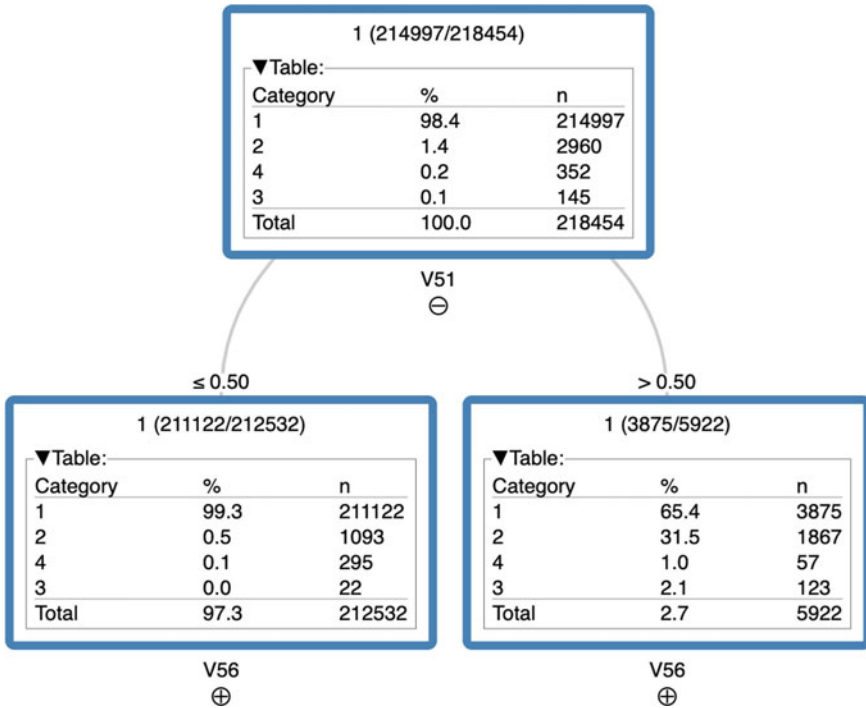 1 (214997/218454)
▼Table:
Category % n
1 98.4 214997
2 1.4 2960
4 0.2 352
3 0.1 145
Total 100.0 218454
V51
⊖
≤ 0.50
> 0.50
1 (211122/212532)
▼Table:
Category % n
1 99.3 211122
2 0.5 1093
4 0.1 295
3 0.0 22
Total 97.3 212532
V56
⊕
1 (3875/5922)
▼Table:
Category % n
1 65.4 3875
2 31.5 1867
4 1.0 57
3 2.1 123
Total 2.7 5922
V56
⊕